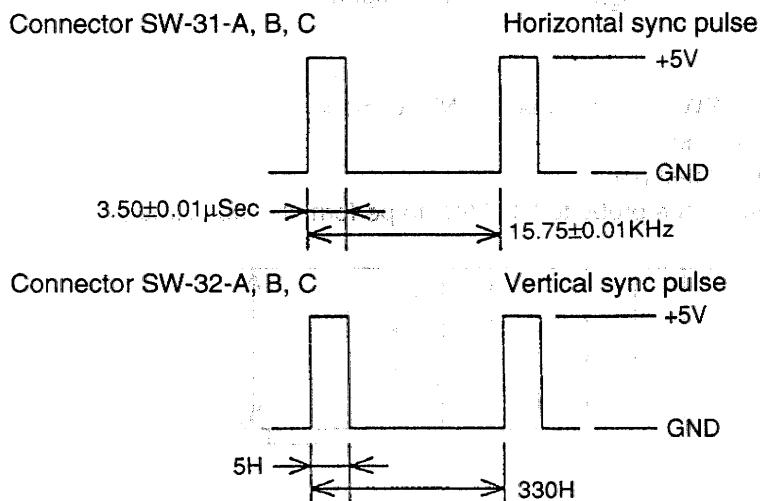 Connector SW-31-A, B, C
Horizontal sync pulse
+5V
GND
3.50±0.01μSec
15.75±0.01KHz
Connector SW-32-A, B, C
Vertical sync pulse
+5V
GND
5H
330H